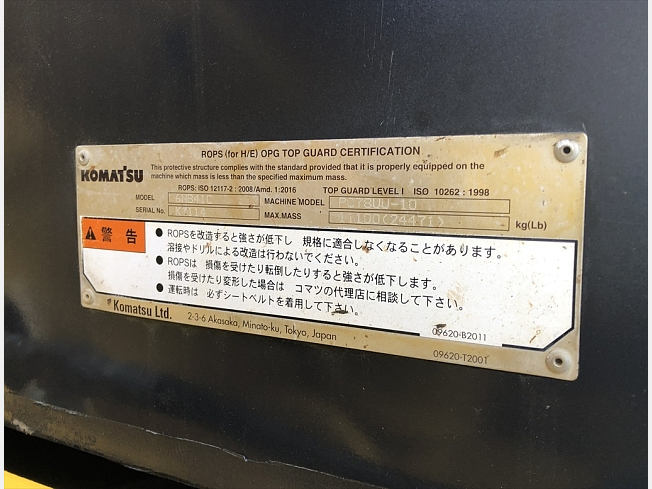 ROPS (for H/E) OPG TOP GUARD CERTIFICATION
KOMATSU
This protective structure complies with the standard provided that it is properly equipped on the
machine which mass is less than the specified maximum mass.
ROPS: ISO 12117-2 : 2008/Amd. 1:2016 TOP GUARD LEVEL I ISO 10262 : 1998
MODEL MACHINE MODEL PC78UU-10
SERIAL No. MAX.MASS 11100(24471) kg(Lb)
警告
● ROPSを改造すると強さが低下し 規格に適合しなくなることがあります。
溶接やドリルによる改造は行わないでください。
● ROPSは 損傷を受けたり転倒したりすると強さが低下します。
損傷を受けたり変形した場合は コマツの代理店に相談して下さい。
● 運転時は 必ずシートベルトを着用して下さい。
09620-B2011
Komatsu Ltd. 2-3-6 Akasaka, Minato-ku, Tokyo, Japan
09620-T2001